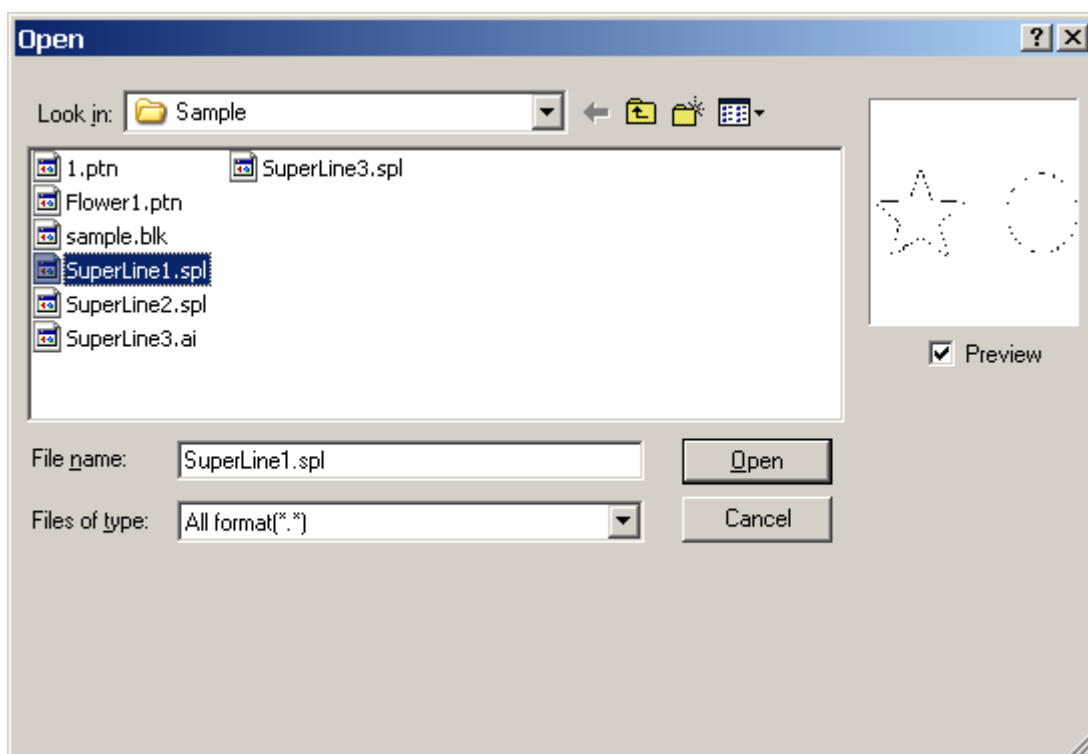 Open
Look in: Sample
1.ptn
Flower1.ptn
sample.blk
SuperLine1.spl
SuperLine2.spl
SuperLine3.ai
SuperLine3.spl
Preview
File name: SuperLine1.spl Open
Files of type: All format(*.*) Cancel